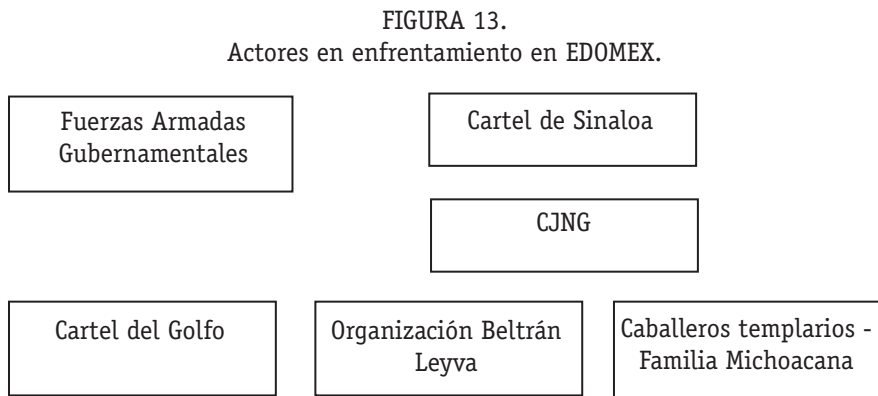 FIGURA 13.
Actores en enfrentamiento en EDOMEX.
Fuerzas Armadas
Gubernamentales
Cartel de Sinaloa
CJNG
Cartel del Golfo
Organización Beltrán
Leyva
Caballeros templarios -
Familia Michoacana